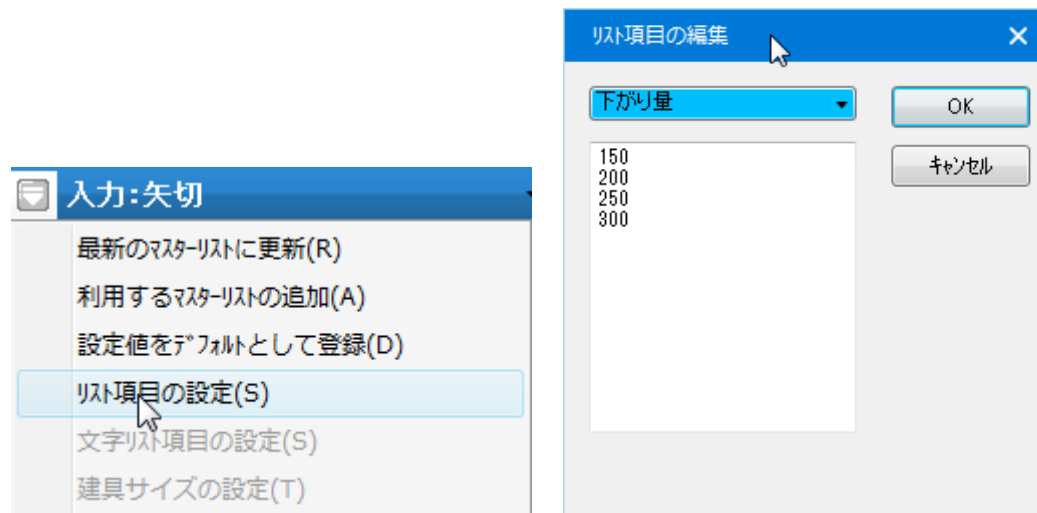 入力:矢切
最新のﾏｽﾀｰﾘｽﾄに更新(R)
利用するﾏｽﾀｰﾘｽﾄの追加(A)
設定値をﾃﾞﾌｫﾙﾄとして登録(D)
ﾘｽﾄ項目の設定(S)
文字ﾘｽﾄ項目の設定(S)
建具サイズの設定(T)
ﾘｽﾄ項目の編集
下がり量
OK
ｷｬﾝｾﾙ
150
200
250
300